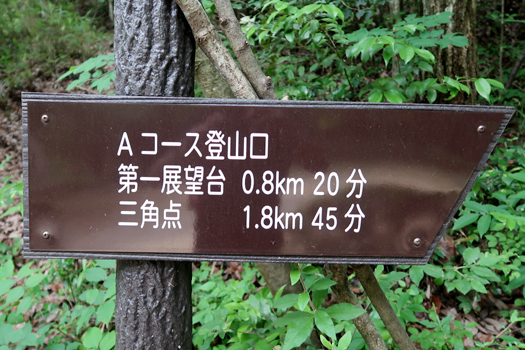 Aコース登山口
第一展望台 0.8km 20分
三角点 1.8km 45分